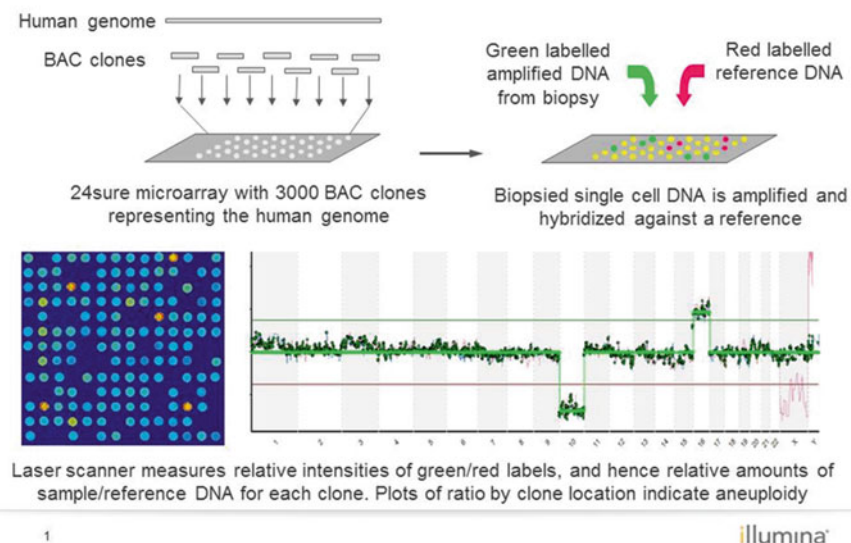 Human genome
BAC clones
Green labelled
amplified DNA
from biopsy
Red labelled
reference DNA
24sure microarray with 3000 BAC clones
representing the human genome
Biopsied single cell DNA is amplified and
hybridized against a reference
1 2 3 4 5 6 7 8 9 10 11 12 13 14 15 16 17 18 19 20 21 22 X Y
Laser scanner measures relative intensities of green/red labels, and hence relative amounts of
sample/reference DNA for each clone. Plots of ratio by clone location indicate aneuploidy
1
illumina